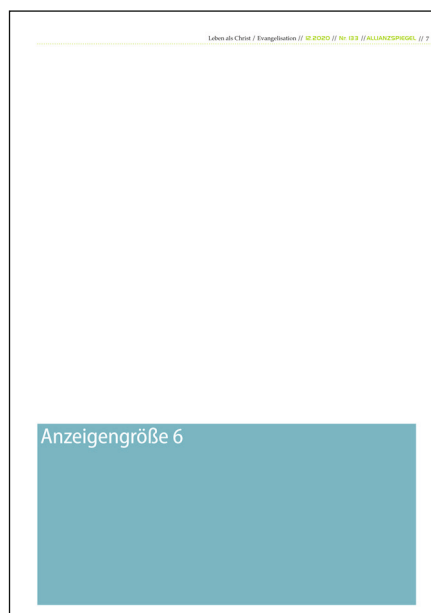 Leben als Christ / Evangelisation // 12.2020 // Nr. 133 // ALLIANZSPIEGEL // 7
Anzeigengröße 6